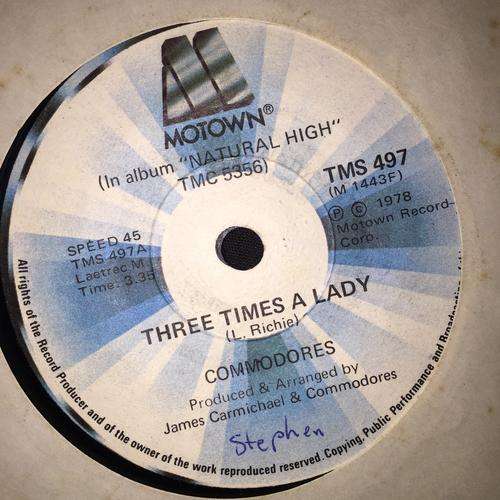 MOTOWN®
(In album "NATURAL HIGH"
TMC 5356)
TMS 497
(M 1443F)
Ⓟ © 1978
Motown Record
Corp.
SPEED 45
TMS 497A
Laetrec M
Time: 3.35
THREE TIMES A LADY
(L. Richie)
COMMODORES
Produced & Arranged by
James Carmichael & Commodores
Stephen
All rights of the Record Producer and of the owner of the work reproduced reserved. Copying, Public Performance and